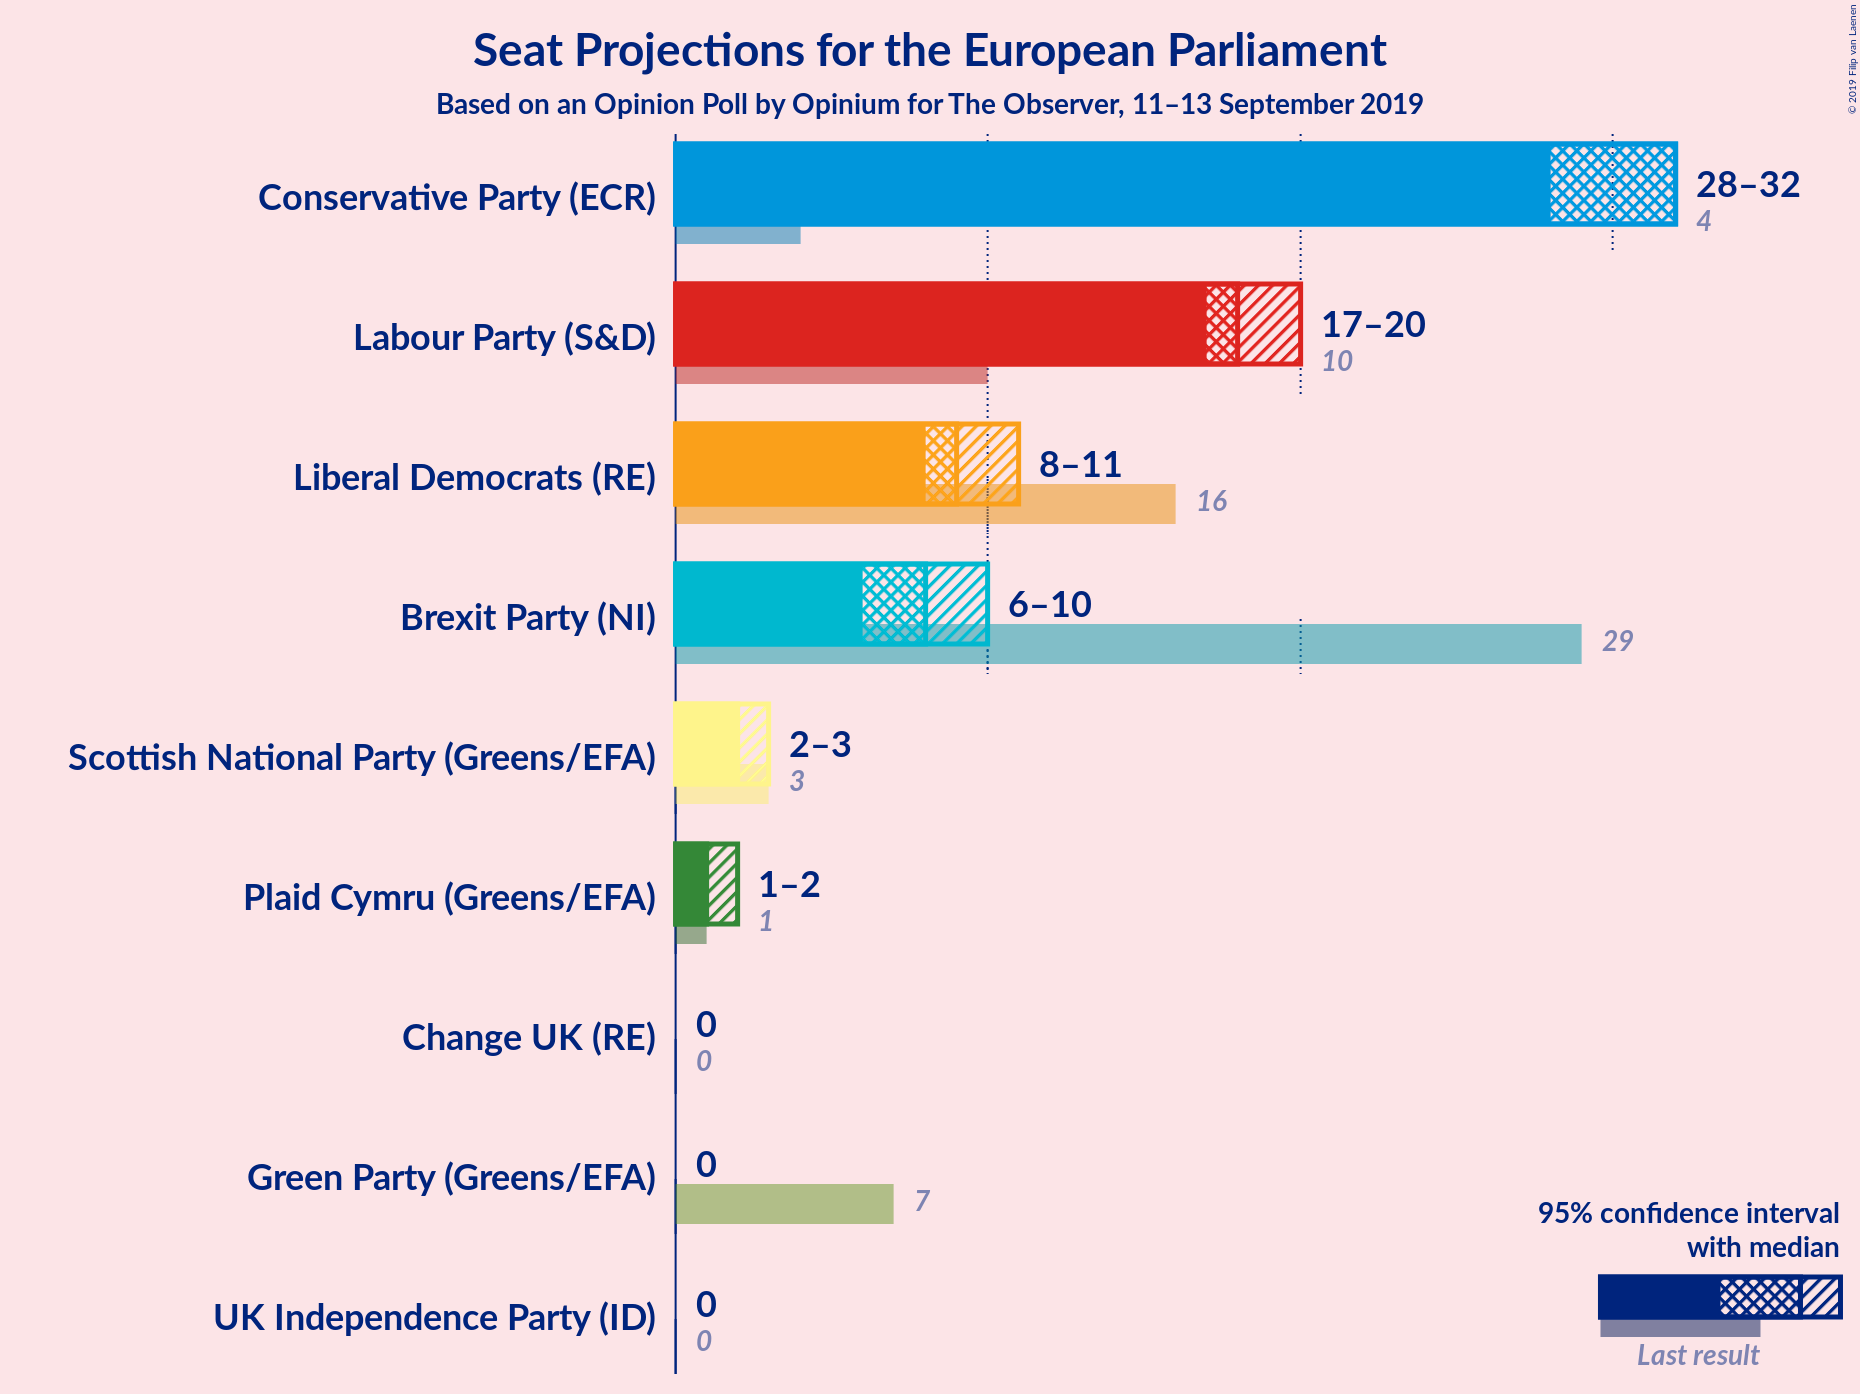 Seat Projections for the European Parliament
Based on an Opinion Poll by Opinium for The Observer, 11–13 September 2019
© 2019 Filip van Laenen
Conservative Party (ECR)
28–32
4
Labour Party (S&D)
17–20
10
Liberal Democrats (RE)
8–11
16
Brexit Party (NI)
6–10
29
Scottish National Party (Greens/EFA)
2–3
3
Plaid Cymru (Greens/EFA)
1–2
1
Change UK (RE)
0
0
Green Party (Greens/EFA)
0
7
UK Independence Party (ID)
0
0
95% confidence interval
with median
Last result